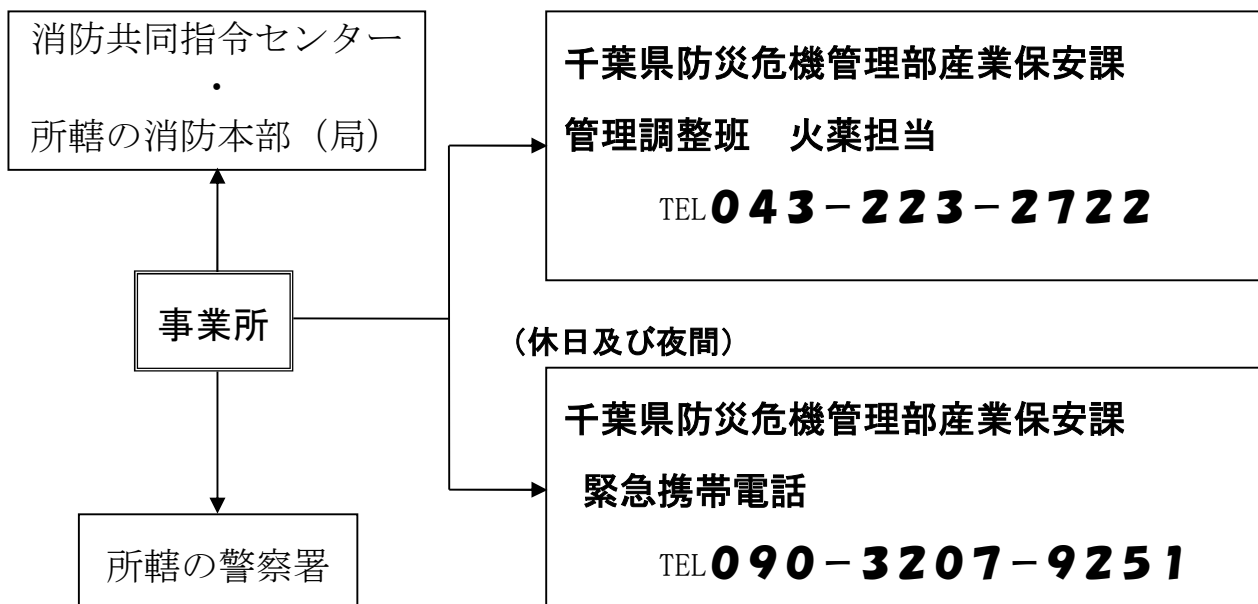 消防共同指令センター
・
所轄の消防本部（局）
事業所
所轄の警察署
千葉県防災危機管理部産業保安課
管理調整班　火薬担当
TEL043－223－2722
(休日及び夜間)
千葉県防災危機管理部産業保安課
緊急携帯電話
TEL090－3207－9251